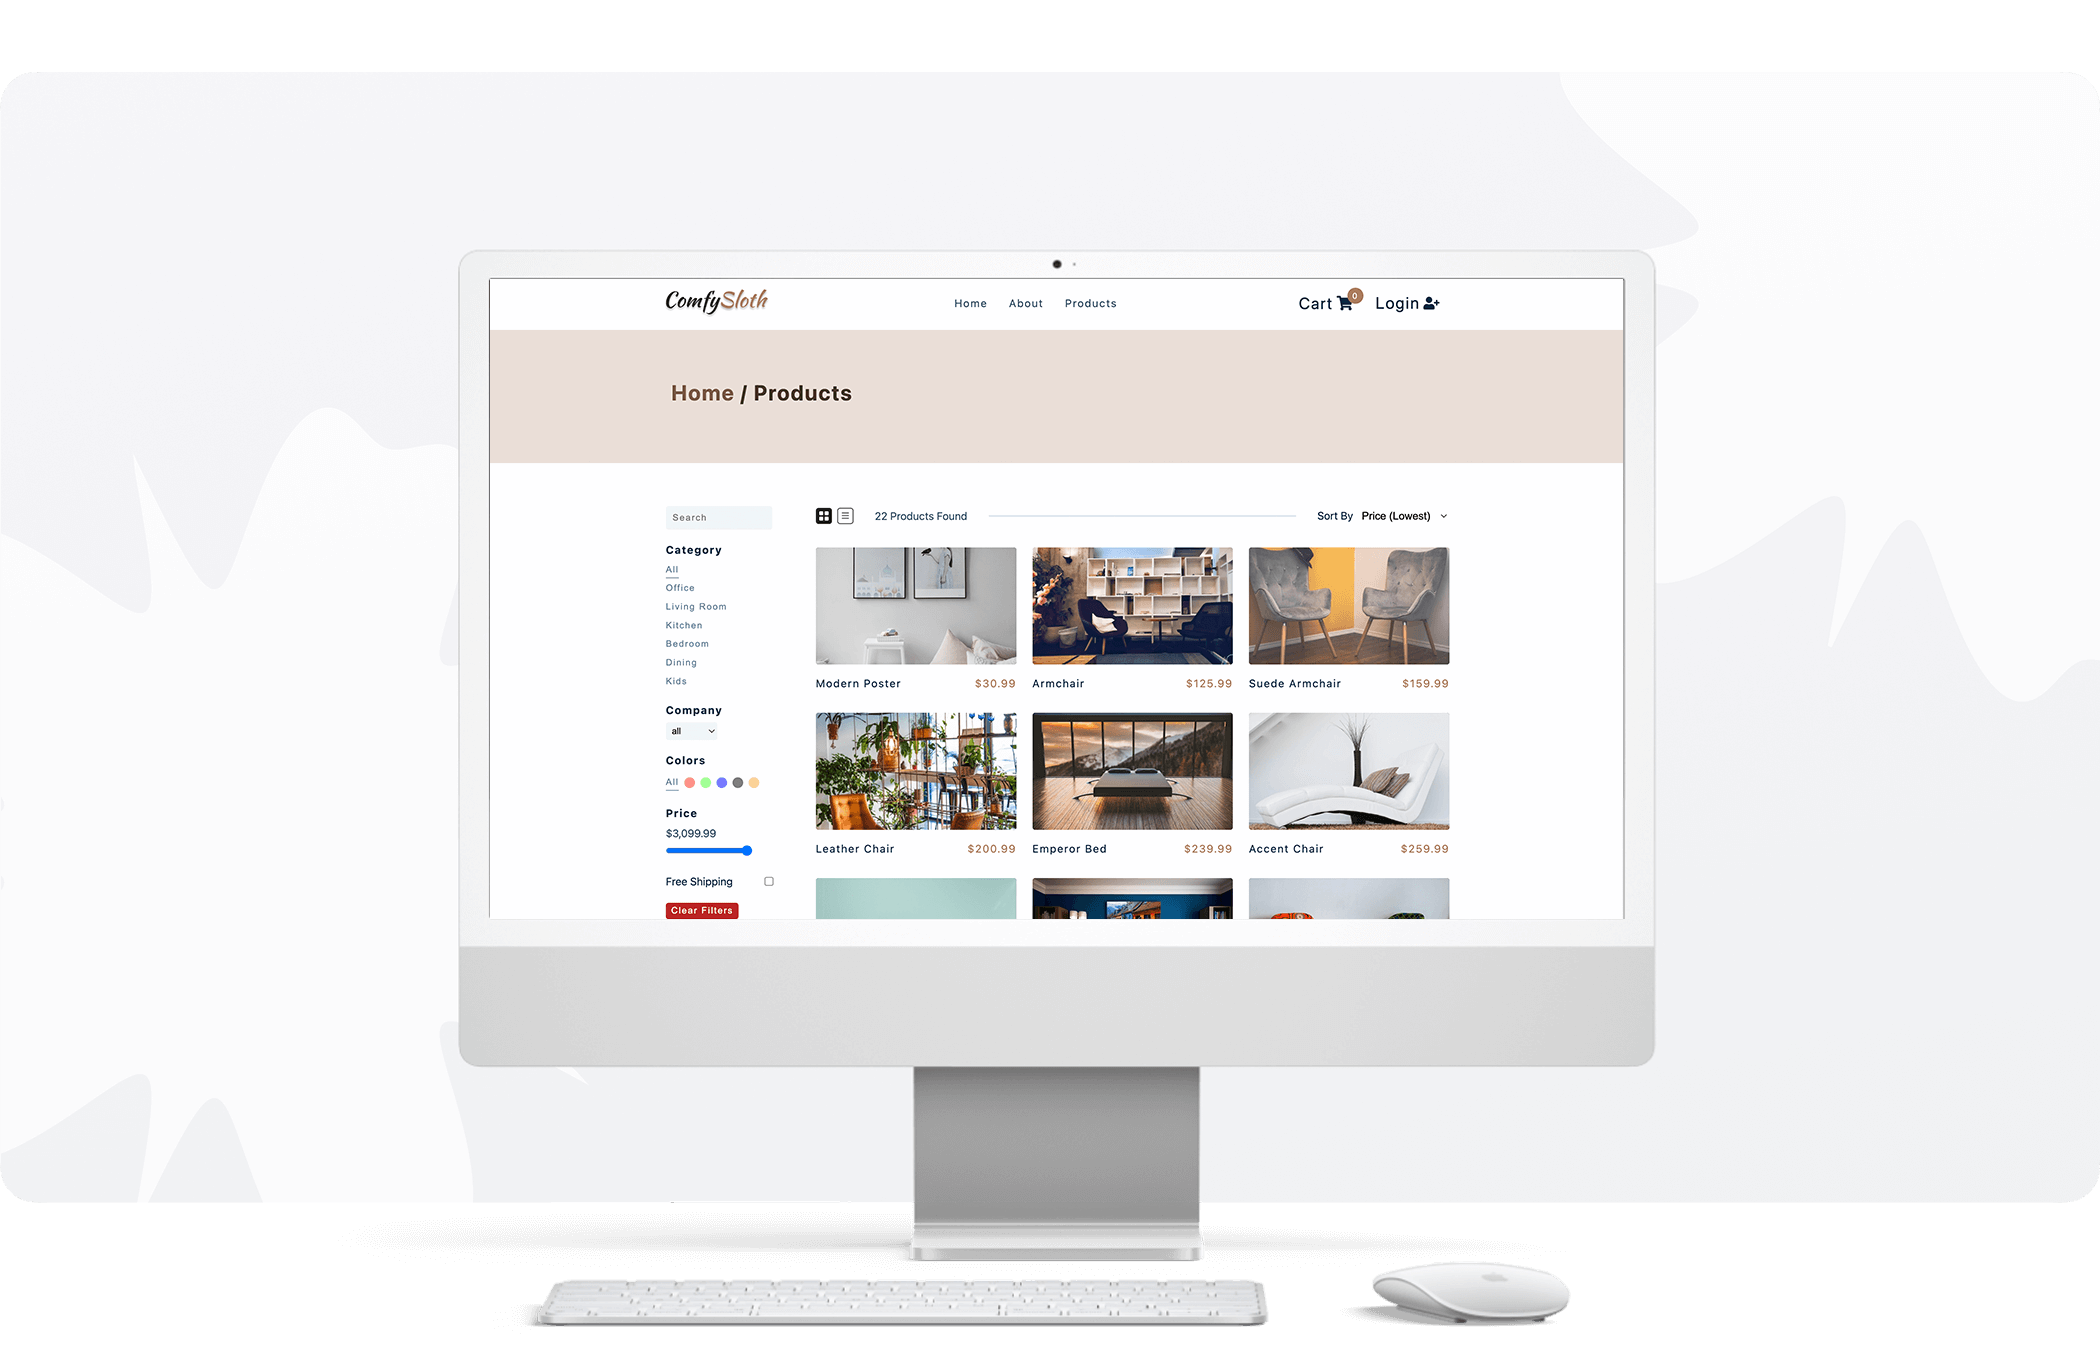 ComfySloth
Home About Products
Cart 0 Login
Home / Products
Search
22 Products Found
Sort By Price (Lowest)
Category
All
Office
Living Room
Kitchen
Bedroom
Dining
Kids
Company
all
Colors
All
Price
$3,099.99
Free Shipping
Clear Filters
Modern Poster $30.99
Armchair $125.99
Suede Armchair $159.99
Leather Chair $200.99
Emperor Bed $239.99
Accent Chair $259.99